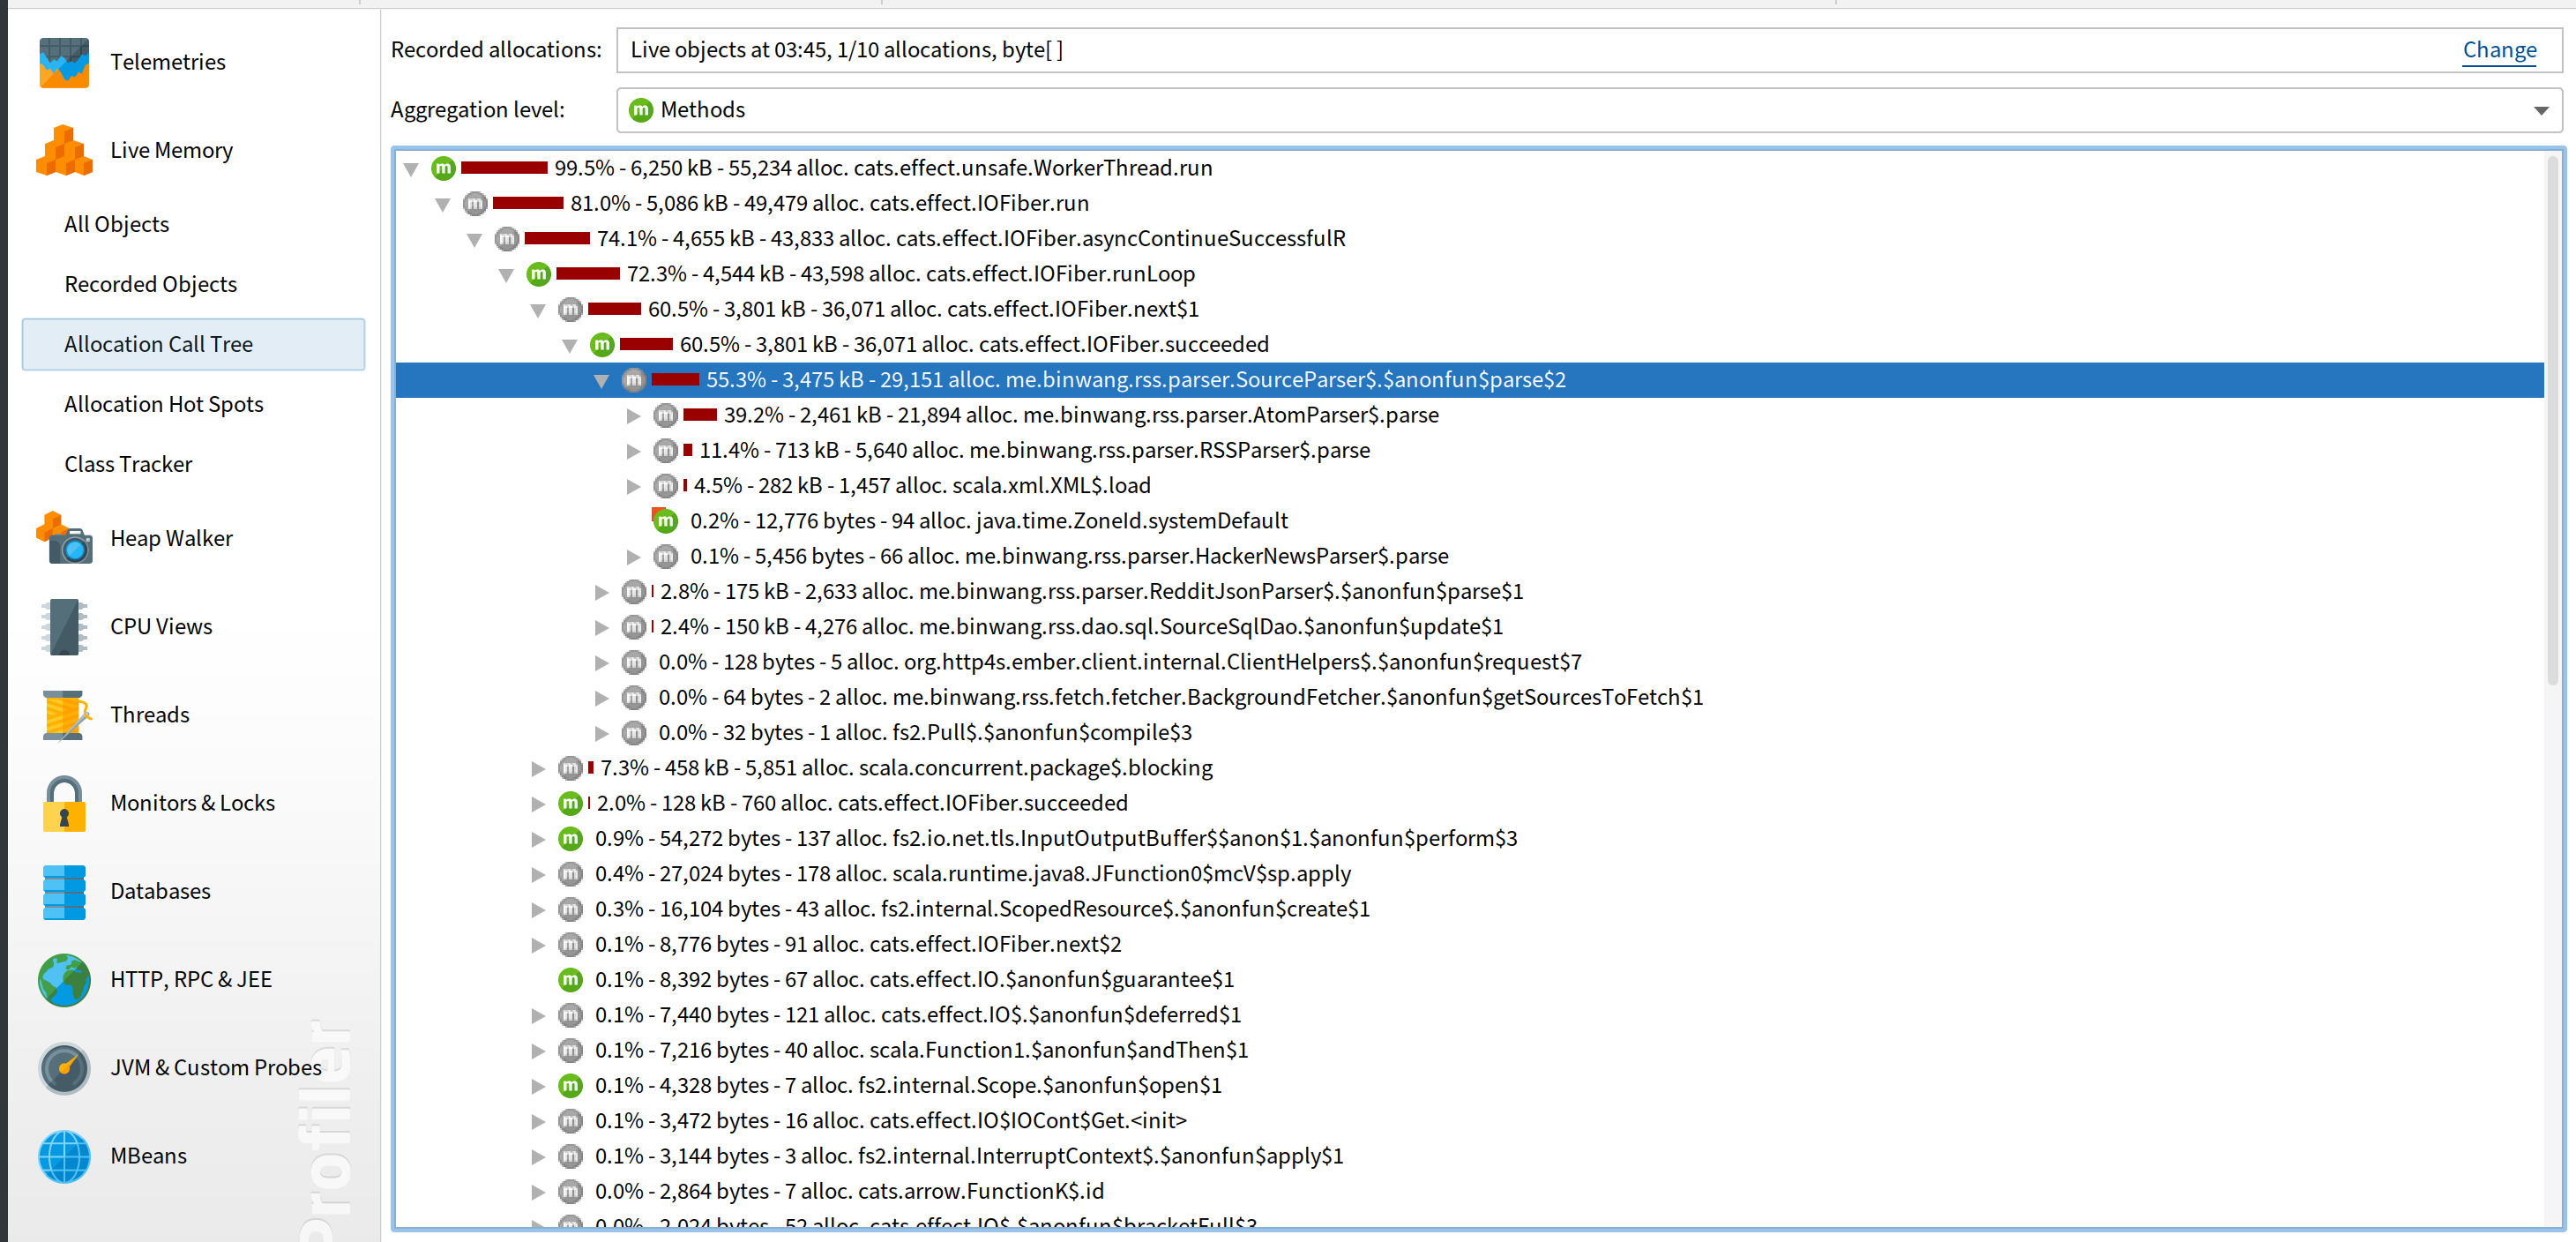 Telemetries
Live Memory
All Objects
Recorded Objects
Allocation Call Tree
Allocation Hot Spots
Class Tracker
Heap Walker
CPU Views
Threads
Monitors & Locks
Databases
HTTP, RPC & JEE
JVM & Custom Probes
MBeans
Profiler
Recorded allocations: Live objects at 03:45, 1/10 allocations, byte[ ] Change
Aggregation level: m Methods
m 99.5% - 6,250 kB - 55,234 alloc. cats.effect.unsafe.WorkerThread.run
m 81.0% - 5,086 kB - 49,479 alloc. cats.effect.IOFiber.run
m 74.1% - 4,655 kB - 43,833 alloc. cats.effect.IOFiber.asyncContinueSuccessfulR
m 72.3% - 4,544 kB - 43,598 alloc. cats.effect.IOFiber.runLoop
m 60.5% - 3,801 kB - 36,071 alloc. cats.effect.IOFiber.next$1
m 60.5% - 3,801 kB - 36,071 alloc. cats.effect.IOFiber.succeeded
m 55.3% - 3,475 kB - 29,151 alloc. me.binwang.rss.parser.SourceParser$.$anonfun$parse$2
m 39.2% - 2,461 kB - 21,894 alloc. me.binwang.rss.parser.AtomParser$.parse
m 11.4% - 713 kB - 5,640 alloc. me.binwang.rss.parser.RSSParser$.parse
m 4.5% - 282 kB - 1,457 alloc. scala.xml.XML$.load
m 0.2% - 12,776 bytes - 94 alloc. java.time.ZoneId.systemDefault
m 0.1% - 5,456 bytes - 66 alloc. me.binwang.rss.parser.HackerNewsParser$.parse
m 2.8% - 175 kB - 2,633 alloc. me.binwang.rss.parser.RedditJsonParser$.$anonfun$parse$1
m 2.4% - 150 kB - 4,276 alloc. me.binwang.rss.dao.sql.SourceSqlDao.$anonfun$update$1
m 0.0% - 128 bytes - 5 alloc. org.http4s.ember.client.internal.ClientHelpers$.$anonfun$request$7
m 0.0% - 64 bytes - 2 alloc. me.binwang.rss.fetch.fetcher.BackgroundFetcher.$anonfun$getSourcesToFetch$1
m 0.0% - 32 bytes - 1 alloc. fs2.Pull$.$anonfun$compile$3
m 7.3% - 458 kB - 5,851 alloc. scala.concurrent.package$.blocking
m 2.0% - 128 kB - 760 alloc. cats.effect.IOFiber.succeeded
m 0.9% - 54,272 bytes - 137 alloc. fs2.io.net.tls.InputOutputBuffer$$anon$1.$anonfun$perform$3
m 0.4% - 27,024 bytes - 178 alloc. scala.runtime.java8.JFunction0$mcV$sp.apply
m 0.3% - 16,104 bytes - 43 alloc. fs2.internal.ScopedResource$.$anonfun$create$1
m 0.1% - 8,776 bytes - 91 alloc. cats.effect.IOFiber.next$2
m 0.1% - 8,392 bytes - 67 alloc. cats.effect.IO.$anonfun$guarantee$1
m 0.1% - 7,440 bytes - 121 alloc. cats.effect.IO$.$anonfun$deferred$1
m 0.1% - 7,216 bytes - 40 alloc. scala.Function1.$anonfun$andThen$1
m 0.1% - 4,328 bytes - 7 alloc. fs2.internal.Scope.$anonfun$open$1
m 0.1% - 3,472 bytes - 16 alloc. cats.effect.IO$IOCont$Get.<init>
m 0.1% - 3,144 bytes - 3 alloc. fs2.internal.InterruptContext$.$anonfun$apply$1
m 0.0% - 2,864 bytes - 7 alloc. cats.arrow.FunctionK$.id
m 0.0% - 2,024 bytes - 52 alloc. cats.effect.IO$.$anonfun$bracketFull$3